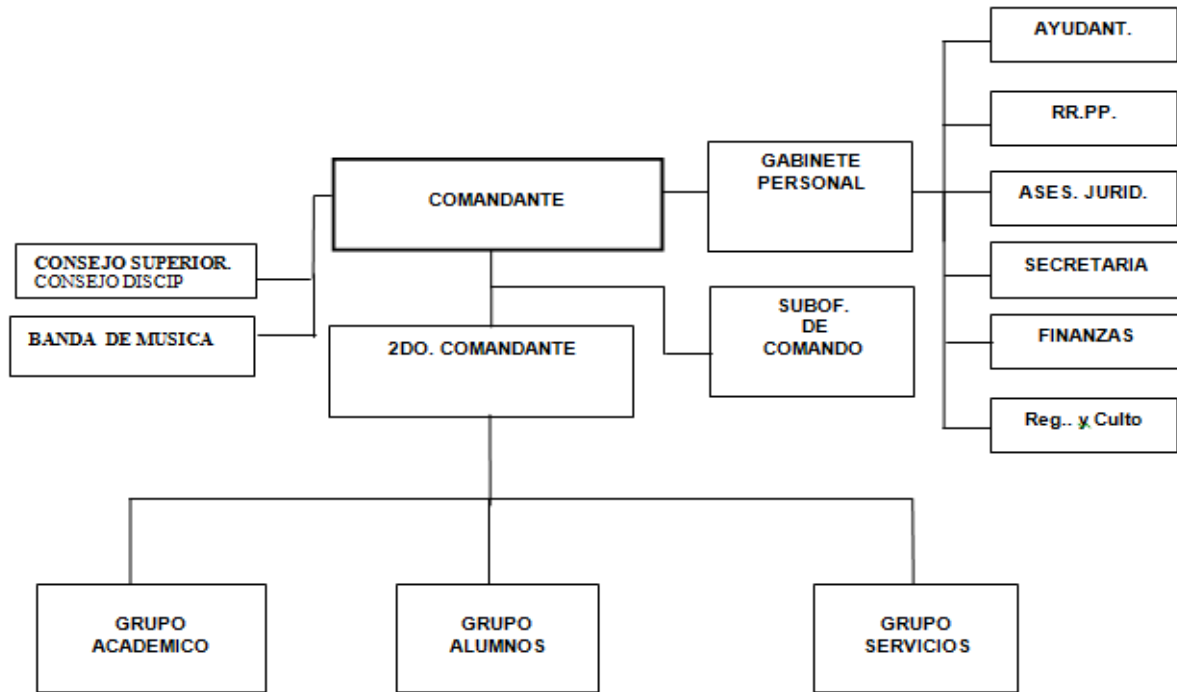 AYUDANT.
RR.PP.
GABINETE
PERSONAL
COMANDANTE
ASES. JURID.
CONSEJO SUPERIOR.
CONSEJO DISCIP
SECRETARIA
BANDA DE MUSICA
2DO. COMANDANTE
SUBOF.
DE
COMANDO
FINANZAS
Reg.. y Culto
GRUPO
ACADEMICO
GRUPO
ALUMNOS
GRUPO
SERVICIOS